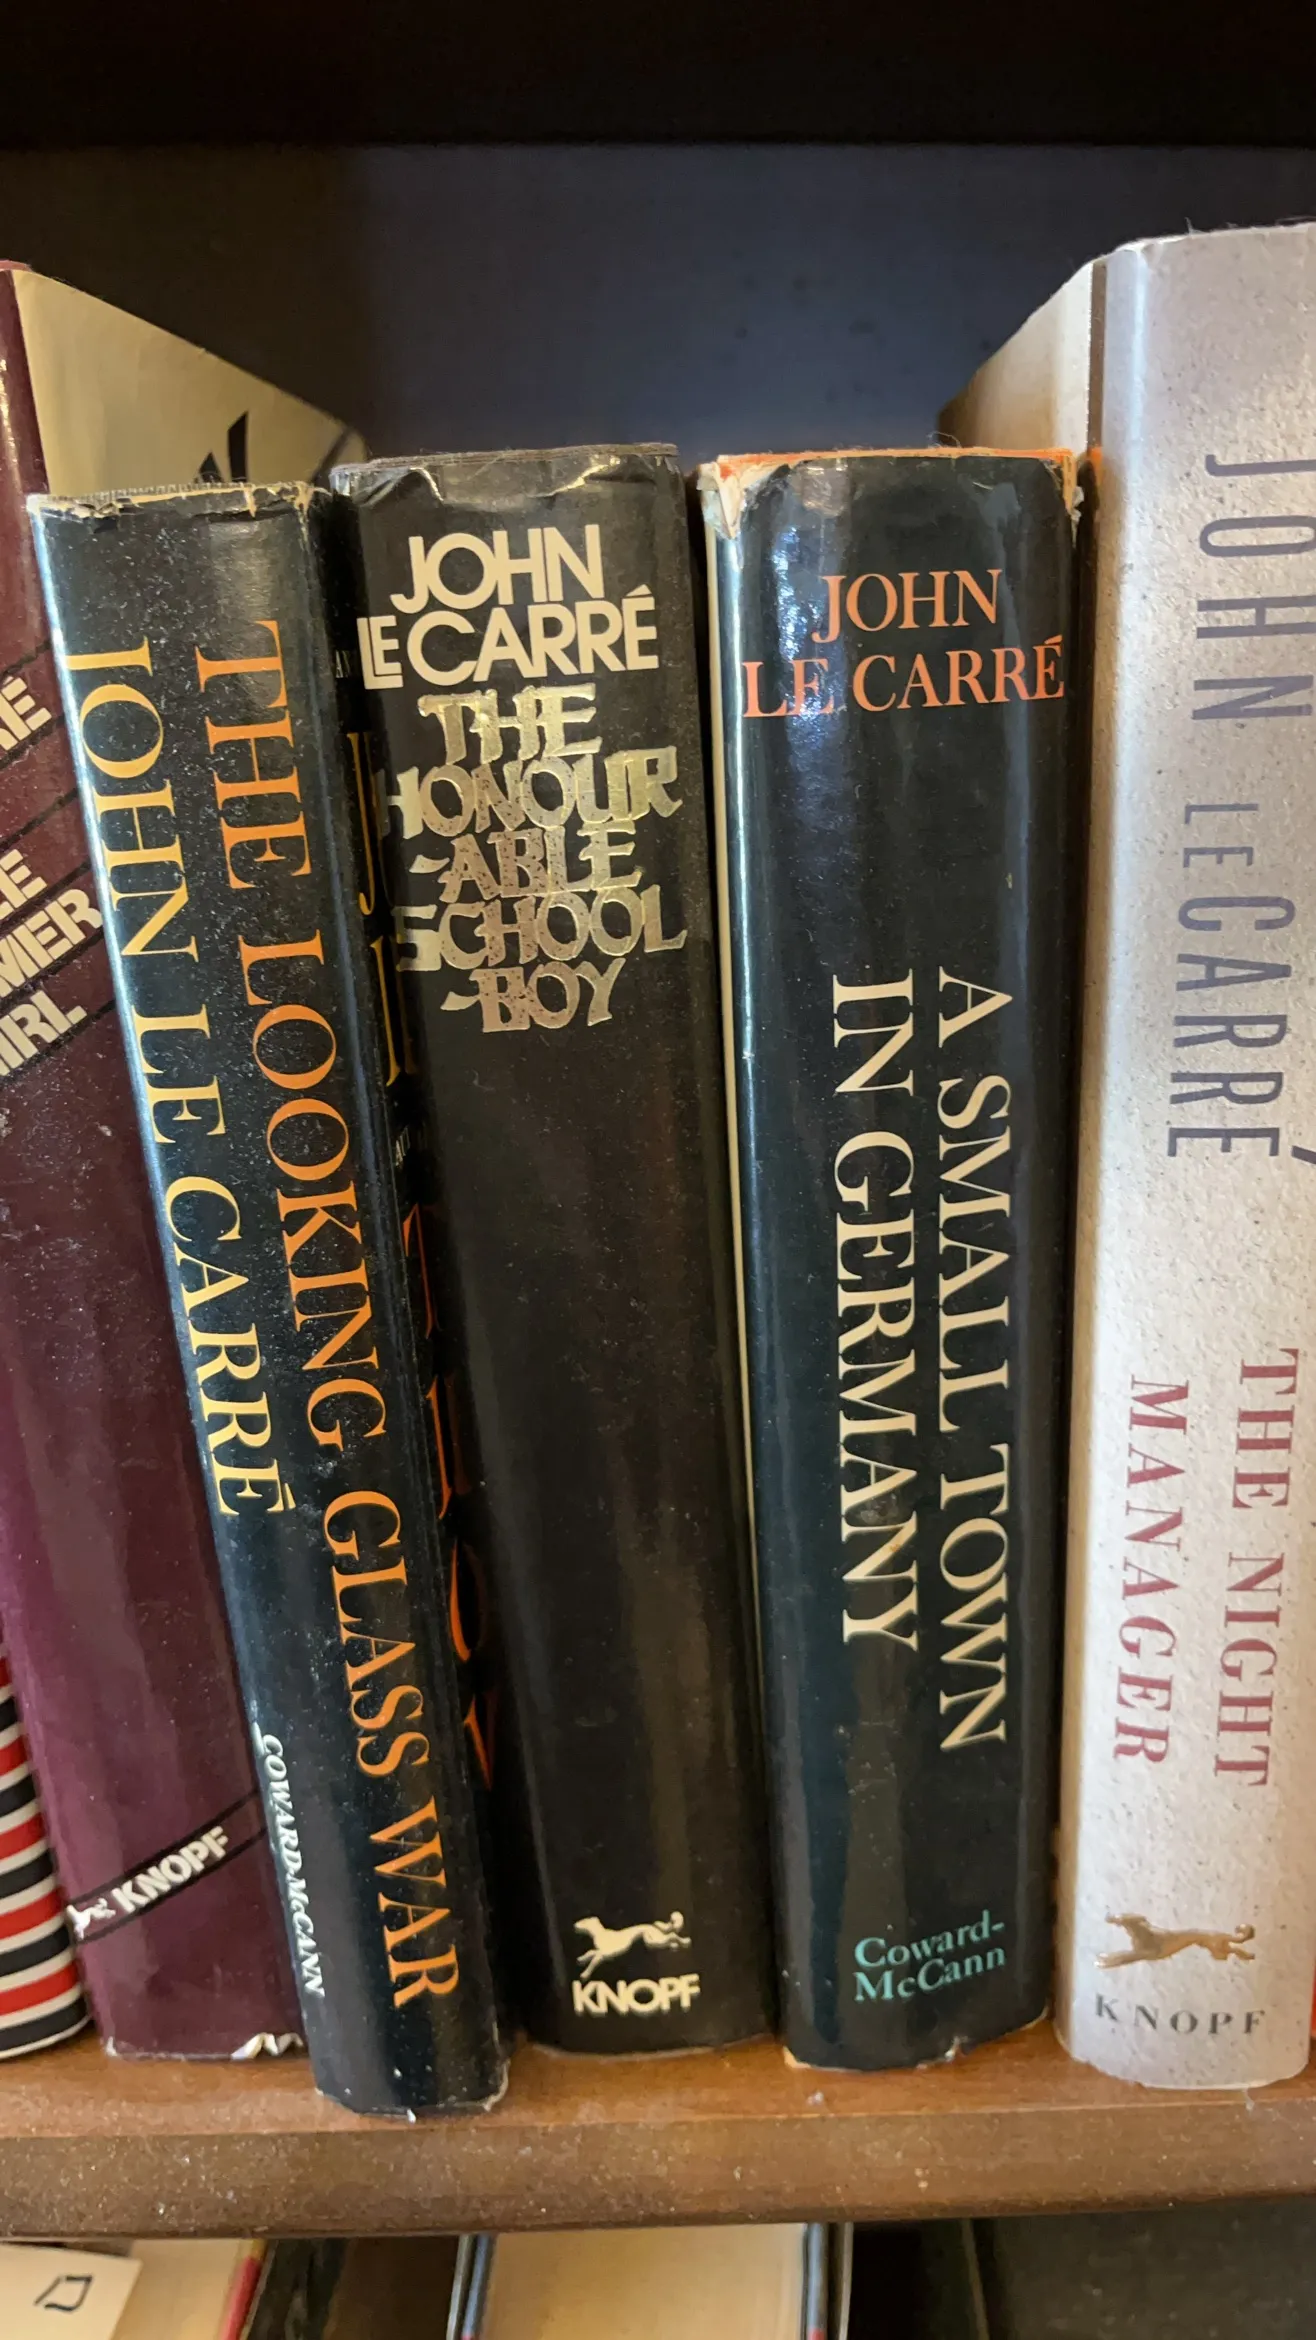 KNOPF
THE LOOKING GLASS WAR
JOHN LE CARRÉ
COWARD-McCANN
JOHN
LE CARRÉ
THE
HONOUR
-ABLE
SCHOOL
-BOY
KNOPF
JOHN
LE CARRÉ
A SMALL TOWN
IN GERMANY
Coward-
McCann
JOHN LE CARRÉ
THE NIGHT
MANAGER
KNOPF